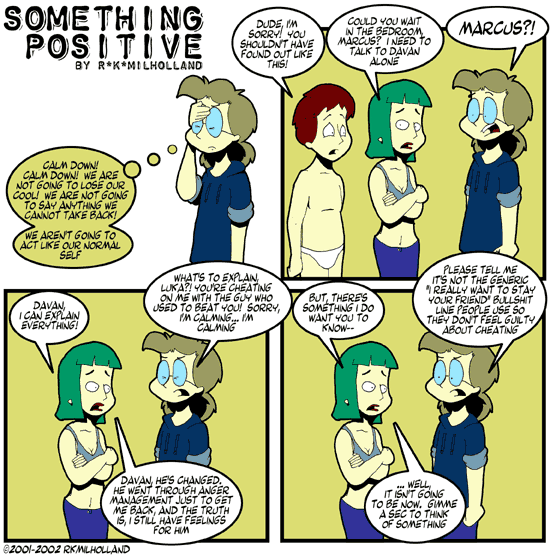 SOMETHING
POSITIVE
BY R*K*MILHOLLAND
CALM DOWN!
CALM DOWN! WE ARE
NOT GOING TO LOSE OUR
COOL! WE ARE NOT GOING
TO SAY ANYTHING WE
CANNOT TAKE BACK!
WE AREN'T GOING TO
ACT LIKE OUR NORMAL
SELF
DUDE, I'M
SORRY! YOU
SHOULDN'T HAVE
FOUND OUT LIKE
THIS!
COULD YOU WAIT
IN THE BEDROOM,
MARCUS? I NEED TO
TALK TO DAVAN
ALONE
MARCUS?!
DAVAN,
I CAN EXPLAIN
EVERYTHING!
WHAT'S TO EXPLAIN,
LUKA?! YOU'RE CHEATING
ON ME WITH THE GUY WHO
USED TO BEAT YOU! SORRY,
I'M CALMING... I'M
CALMING
DAVAN, HE'S CHANGED.
HE WENT THROUGH ANGER
MANAGEMENT JUST TO GET
ME BACK, AND THE TRUTH
IS, I STILL HAVE FEELINGS
FOR HIM
BUT, THERE'S
SOMETHING I DO
WANT YOU TO
KNOW--
PLEASE TELL ME
IT'S NOT THE GENERIC
"I REALLY WANT TO STAY
YOUR FRIEND" BULLSHIT
LINE PEOPLE USE SO
THEY DON'T FEEL GUILTY
ABOUT CHEATING
... WELL,
IT ISN'T GOING
TO BE NOW. GIMME
A SEC TO THINK
OF SOMETHING
©2001-2002 RKMILHOLLAND